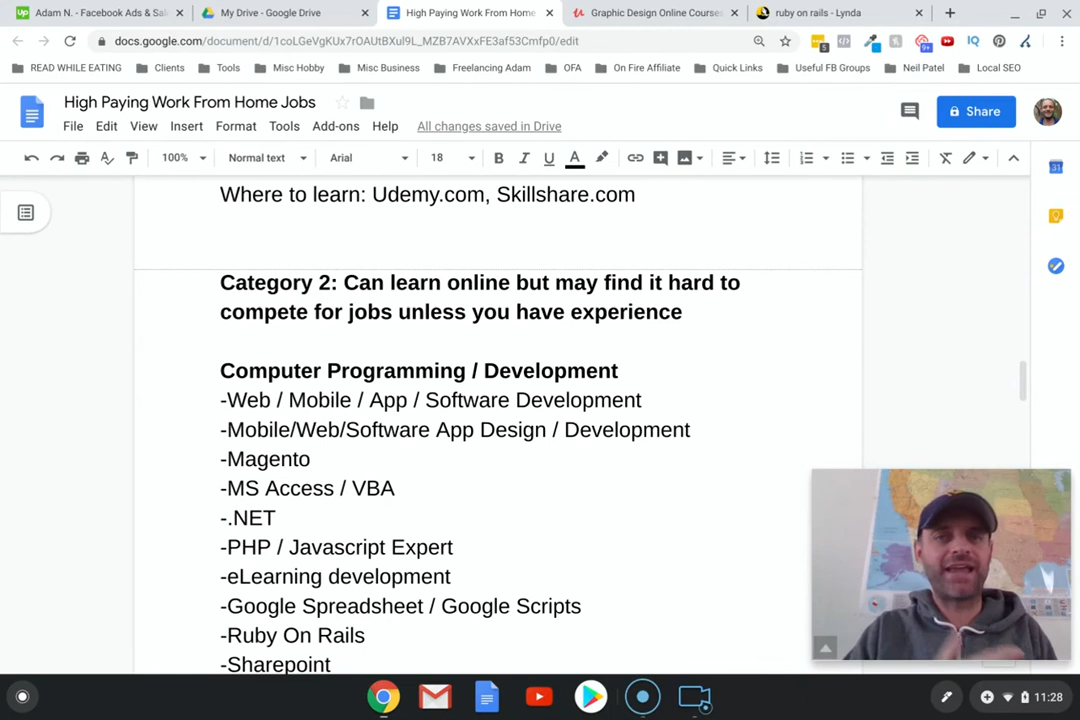 Adam N. - Facebook Ads & Sal
My Drive - Google Drive
High Paying Work From Home
Graphic Design Online Courses
ruby on rails - Lynda
docs.google.com/document/d/1coLGeVgKUx7rOAUtBXul9L_MZB7AVXxFE3af53Cmfp0/edit
READ WHILE EATING
Clients
Tools
Misc Hobby
Misc Business
Freelancing Adam
OFA
On Fire Affiliate
Quick Links
Useful FB Groups
Neil Patel
Local SEO
High Paying Work From Home Jobs
File Edit View Insert Format Tools Add-ons Help All changes saved in Drive
Share
100% Normal text Arial 18
Where to learn: Udemy.com, Skillshare.com
Category 2: Can learn online but may find it hard to
compete for jobs unless you have experience
Computer Programming / Development
-Web / Mobile / App / Software Development
-Mobile/Web/Software App Design / Development
-Magento
-MS Access / VBA
-.NET
-PHP / Javascript Expert
-eLearning development
-Google Spreadsheet / Google Scripts
-Ruby On Rails
-Sharepoint
11:28